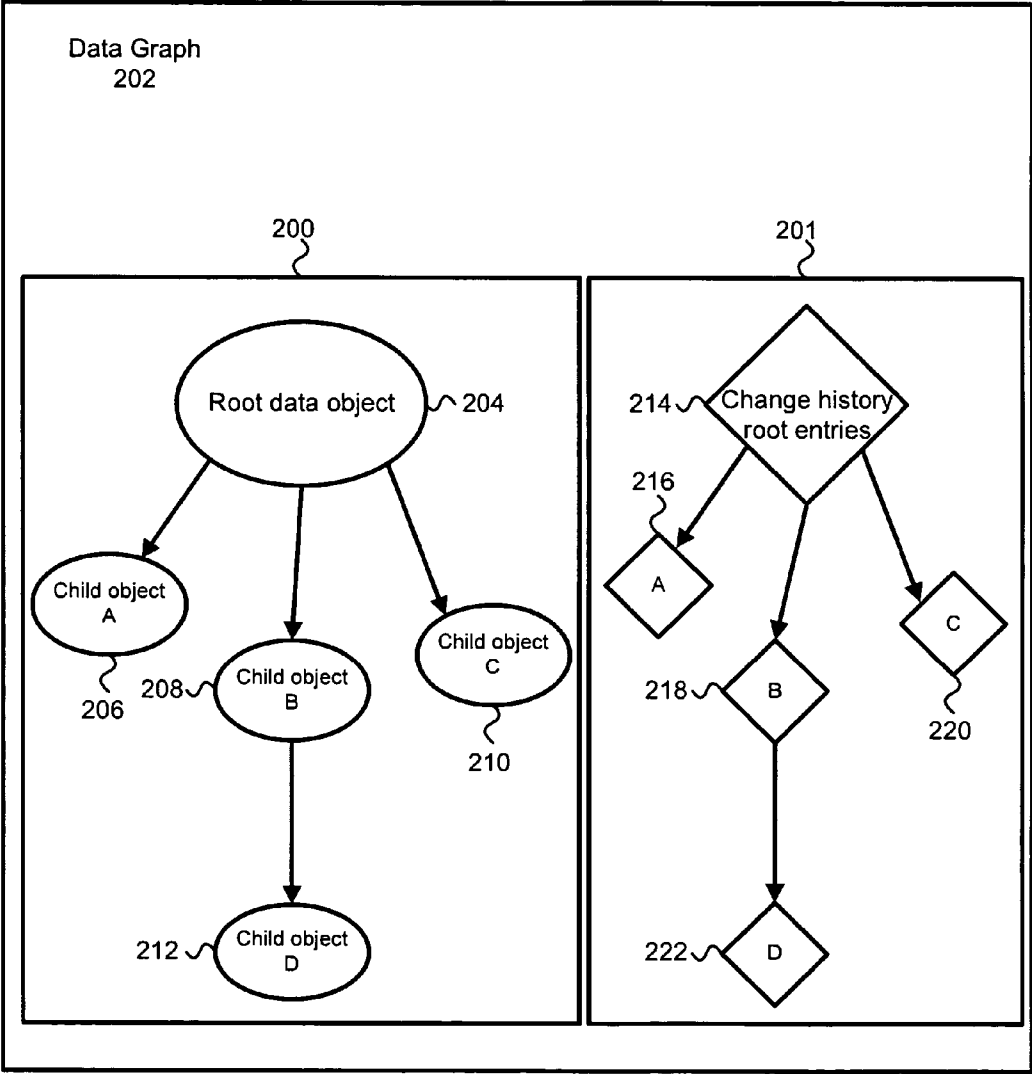 Data Graph
202
200
201
Root data object
204
214
Change history
root entries
216
Child object
A
206
208
Child object
B
Child object
C
210
A
218
B
C
220
212
Child object
D
222
D